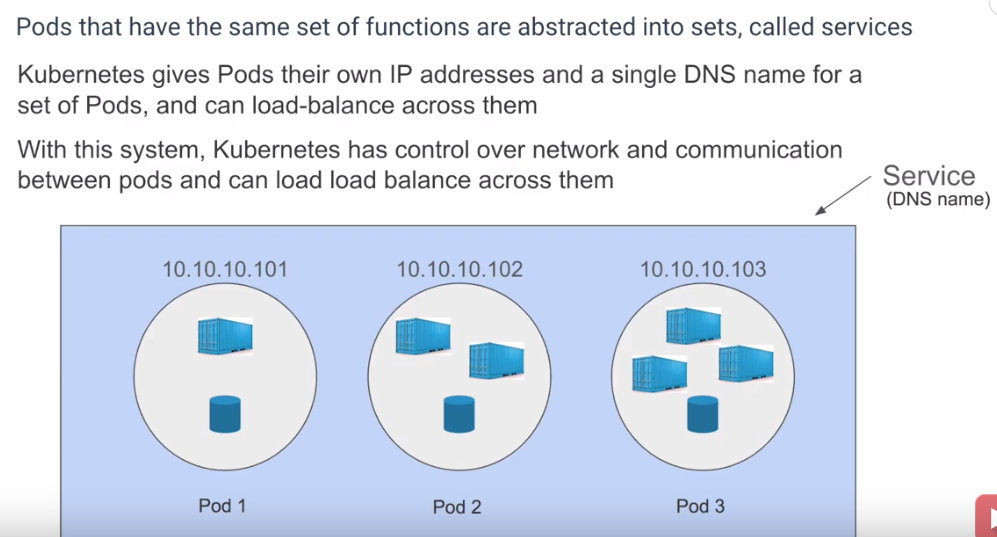 Pods that have the same set of functions are abstracted into sets, called services
Kubernetes gives Pods their own IP addresses and a single DNS name for a
set of Pods, and can load-balance across them
With this system, Kubernetes has control over network and communication
between pods and can load load balance across them
Service
(DNS name)
10.10.10.101
10.10.10.102
10.10.10.103
Pod 1
Pod 2
Pod 3